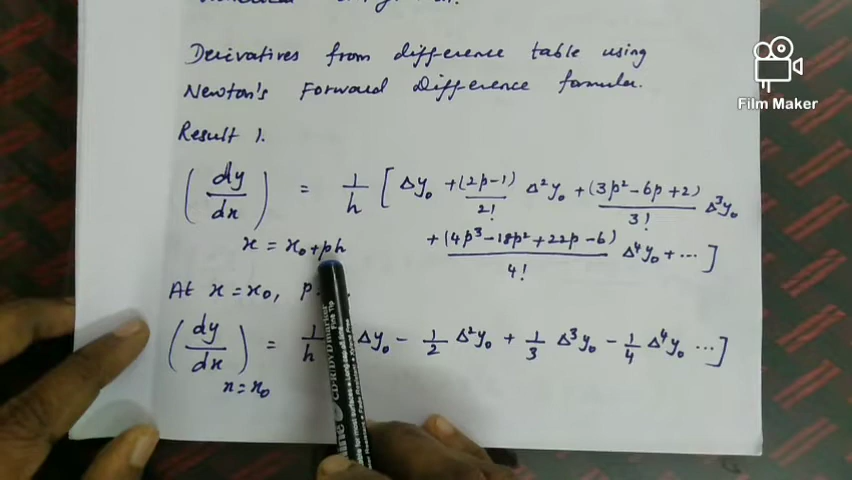 Derivatives from difference table using
Newton's Forward Difference formula.
Film Maker
Result 1.
(dy/dx) x = x₀+ph = 1/h [ Δy₀ + (2p-1)/2! Δ²y₀ + (3p²-6p+2)/3! Δ³y₀
+ (4p³-18p²+22p-6)/4! Δ⁴y₀ + ... ]
At x = x₀, p
(dy/dx) x=x₀ = 1/h Δy₀ - 1/2 Δ²y₀ + 1/3 Δ³y₀ - 1/4 Δ⁴y₀ ... ]